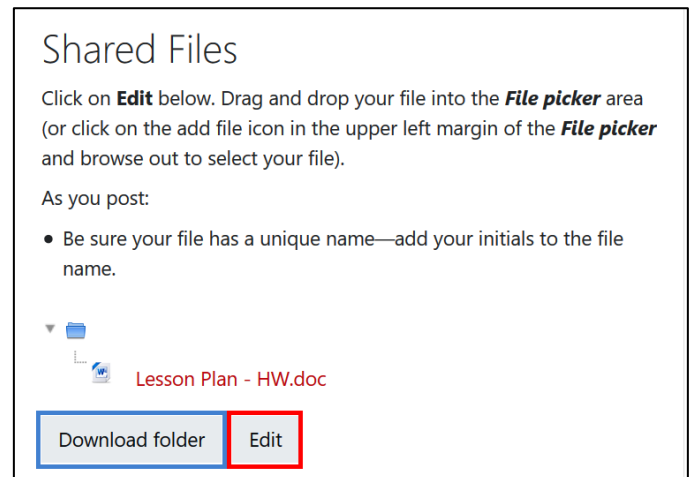 Shared Files
Click on Edit below. Drag and drop your file into the File picker area
(or click on the add file icon in the upper left margin of the File picker
and browse out to select your file).
As you post:
• Be sure your file has a unique name—add your initials to the file
name.
Lesson Plan - HW.doc
Download folder Edit